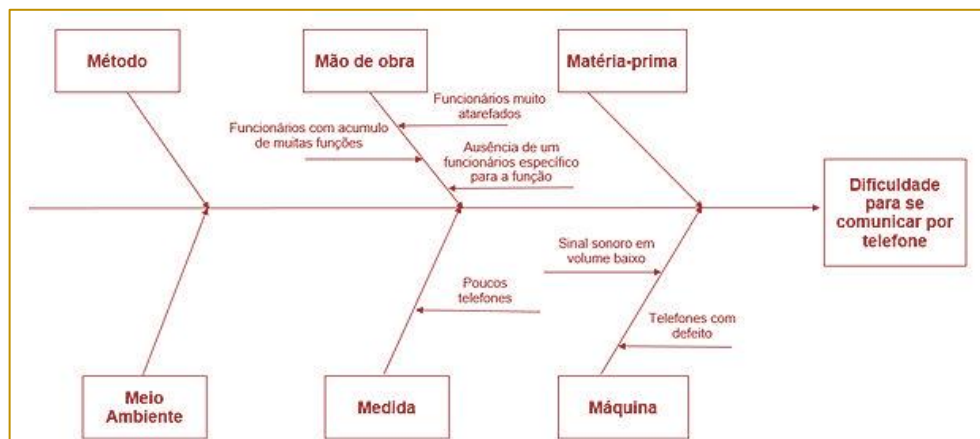 Método
Mão de obra
Matéria-prima
Funcionários muito
atarefados
Funcionários com acumulo
de muitas funções
Ausência de um
funcionários específico
para a função
Dificuldade
para se
comunicar por
telefone
Sinal sonoro em
volume baixo
Poucos
telefones
Telefones com
defeito
Meio
Ambiente
Medida
Máquina